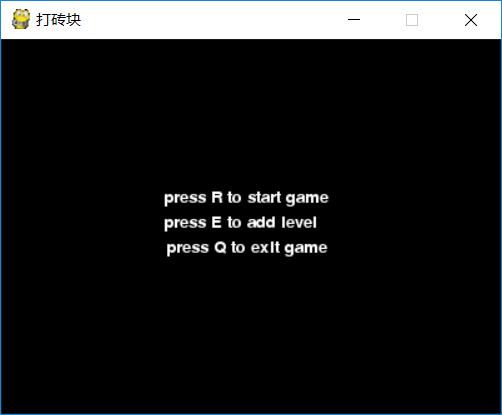 打砖块
press R to start game
press E to add level
press Q to exit game